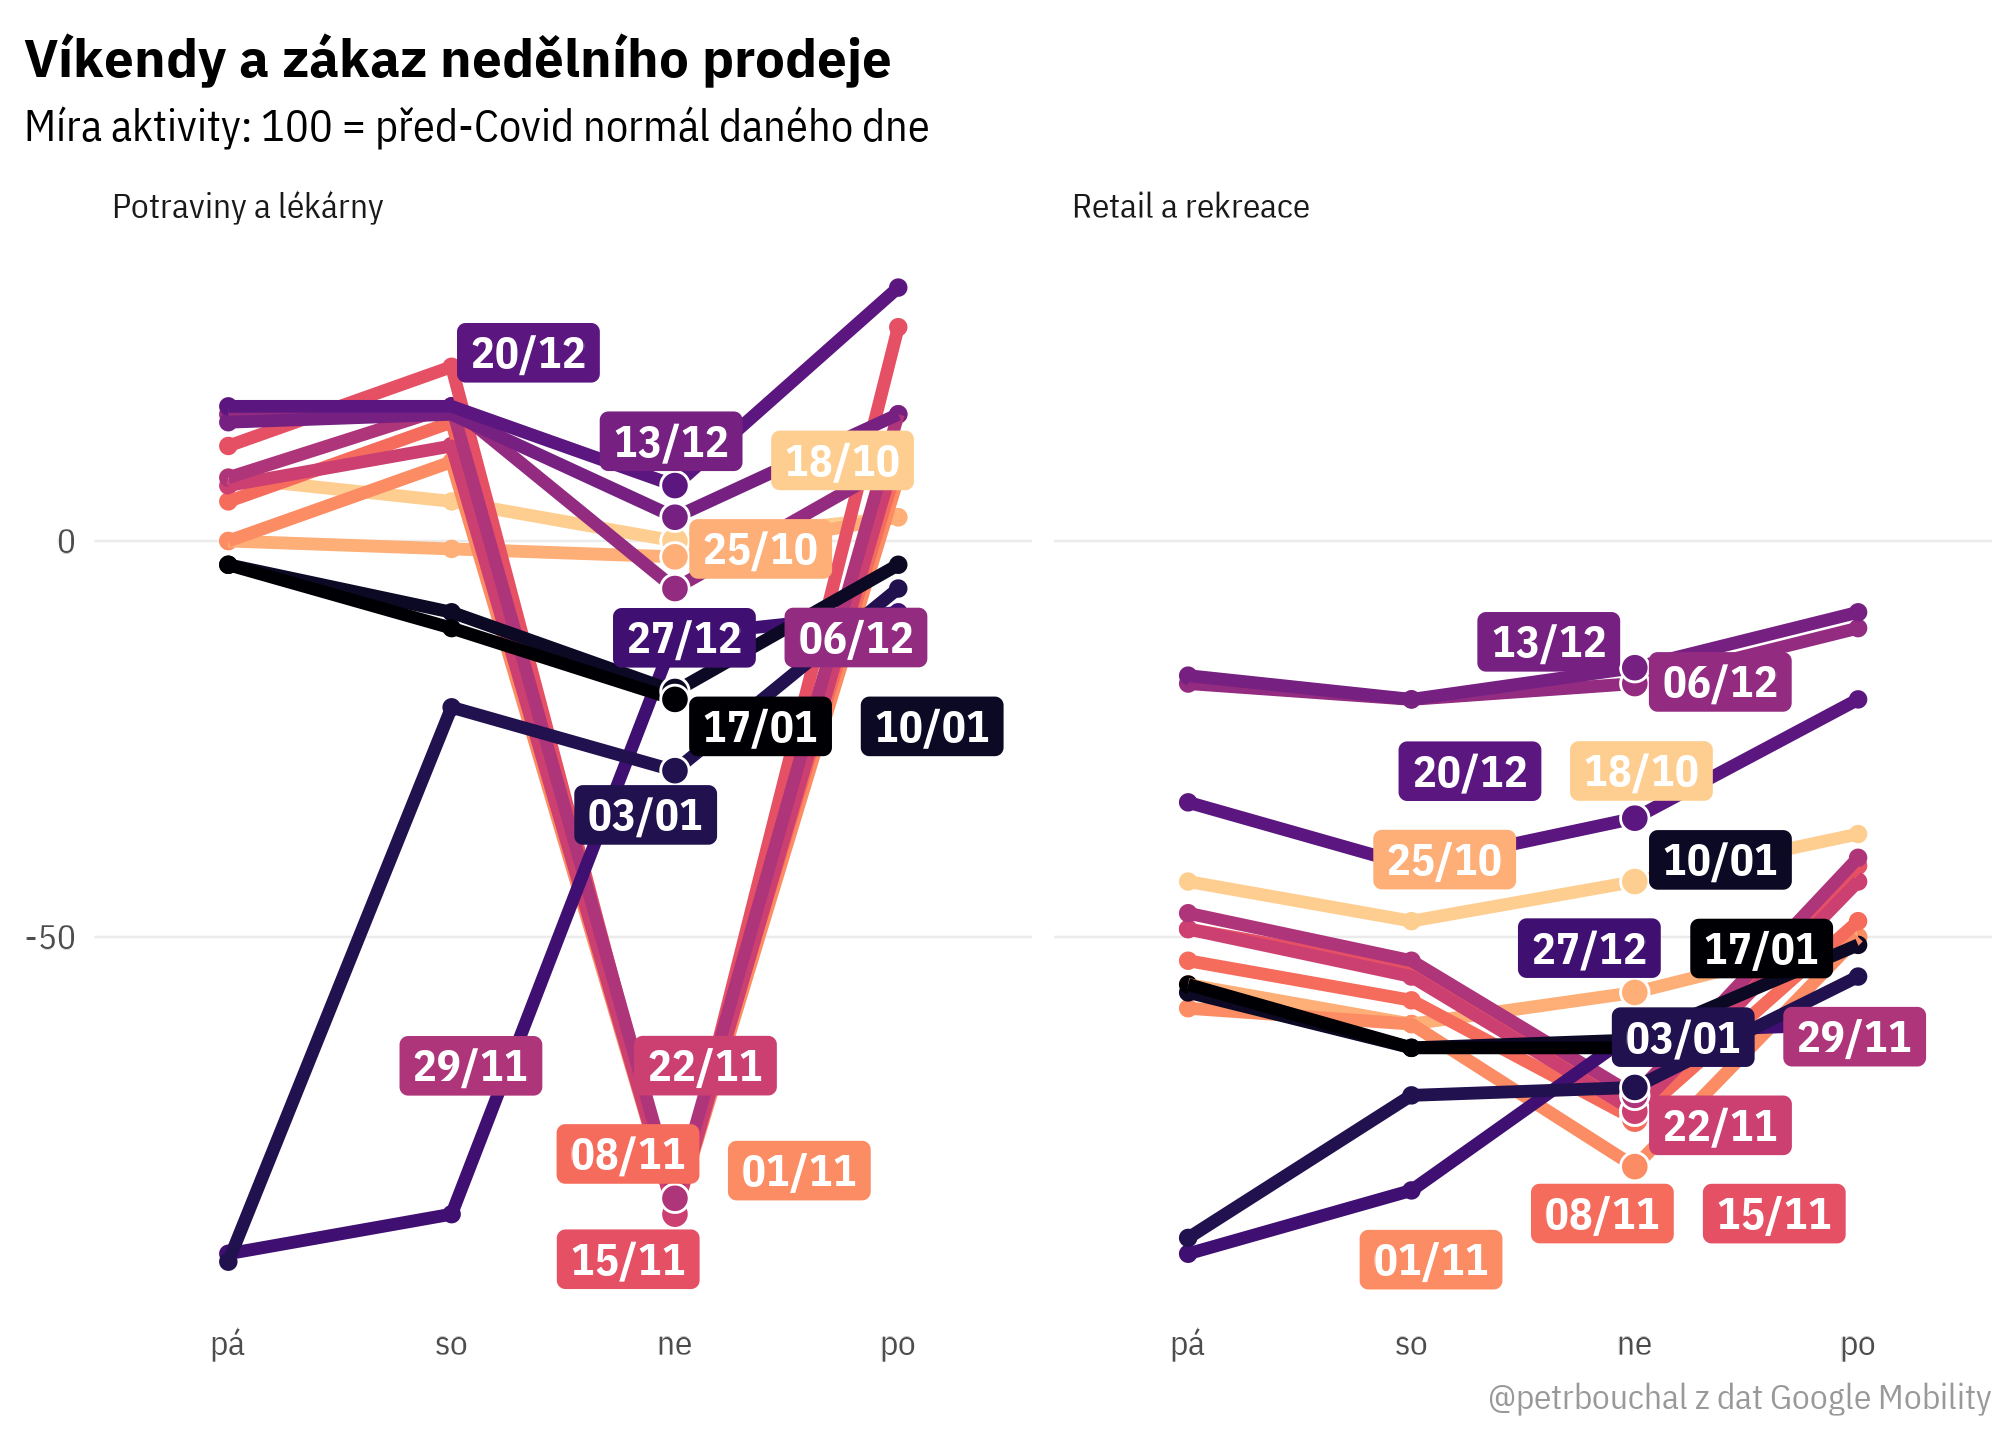 Víkendy a zákaz nedělního prodeje
Míra aktivity: 100 = před-Covid normál daného dne
Potraviny a lékárny
20/12
13/12
18/10
0
25/10
27/12
06/12
17/01
10/01
03/01
-50
29/11
22/11
08/11
01/11
15/11
pá
so
ne
po
Retail a rekreace
13/12
06/12
20/12
18/10
25/10
10/01
27/12
17/01
03/01
29/11
22/11
08/11
15/11
01/11
pá
so
ne
po
@petrbouchal z dat Google Mobility